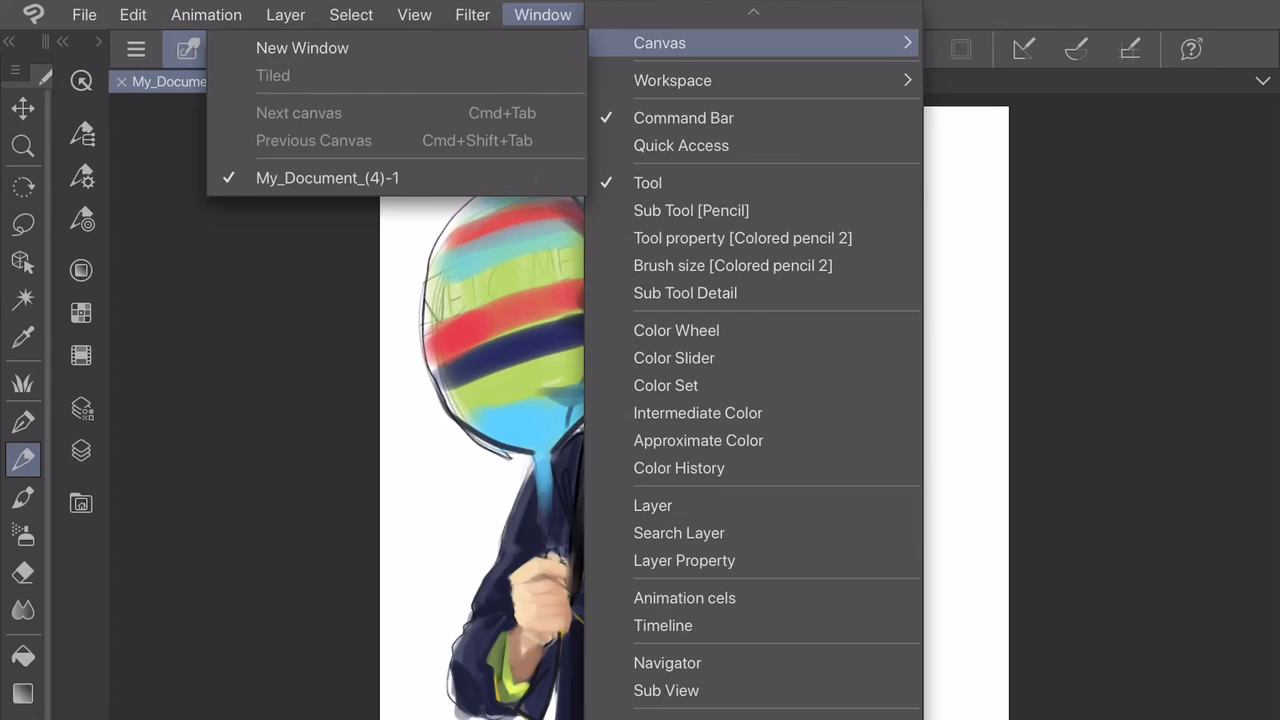 File Edit Animation Layer Select View Filter Window
My_Docume
New Window
Tiled
Next canvas Cmd+Tab
Previous Canvas Cmd+Shift+Tab
My_Document_(4)-1
Canvas
Workspace
Command Bar
Quick Access
Tool
Sub Tool [Pencil]
Tool property [Colored pencil 2]
Brush size [Colored pencil 2]
Sub Tool Detail
Color Wheel
Color Slider
Color Set
Intermediate Color
Approximate Color
Color History
Layer
Search Layer
Layer Property
Animation cels
Timeline
Navigator
Sub View